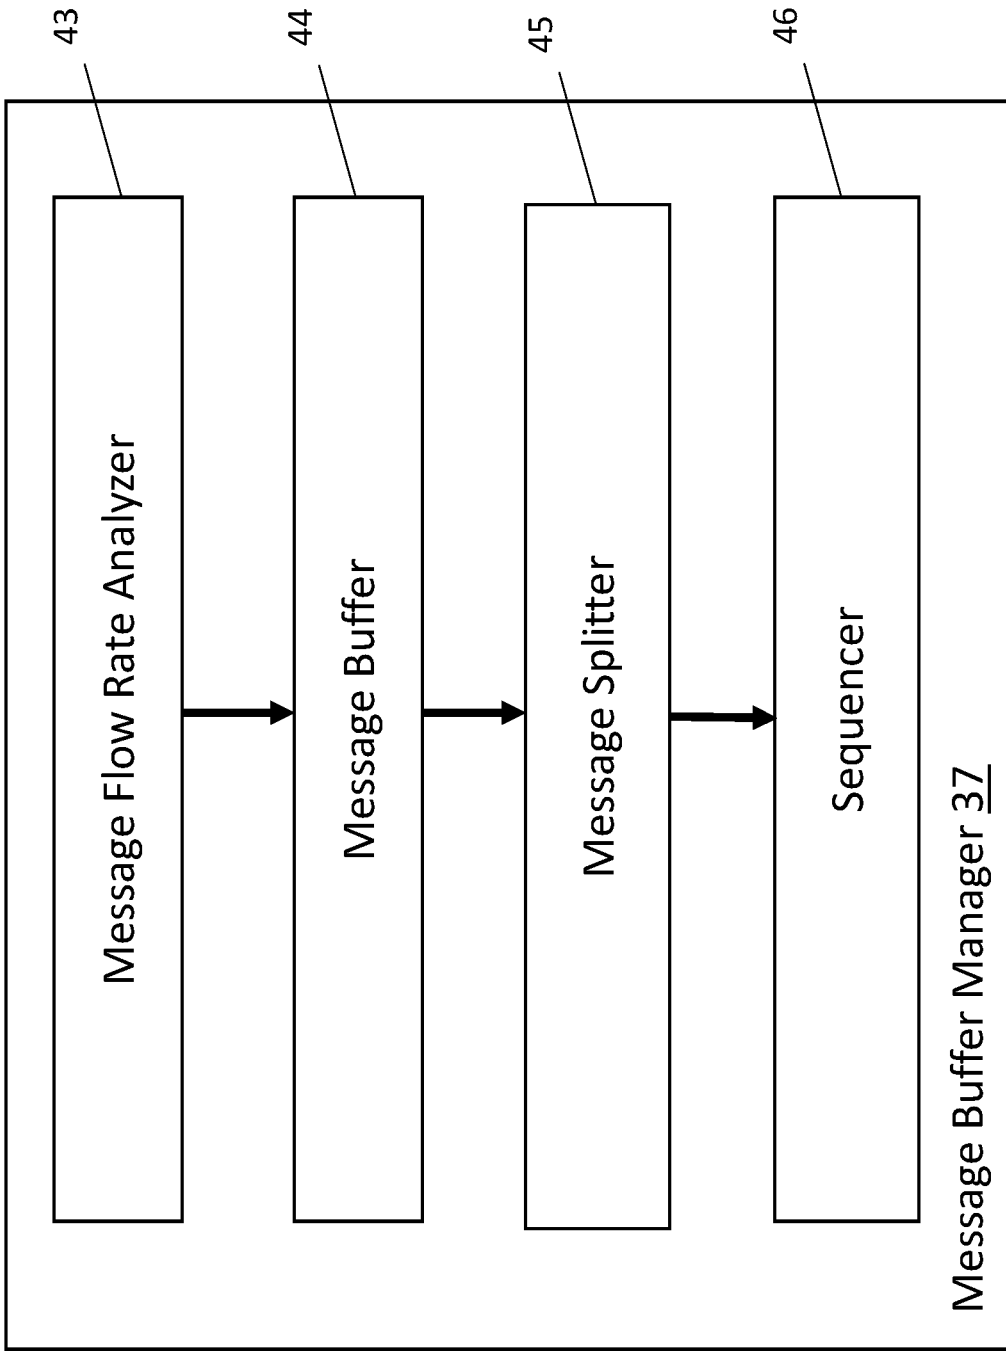 Message Flow Rate Analyzer
43
Message Buffer
44
Message Splitter
45
Sequencer
46
Message Buffer Manager 37